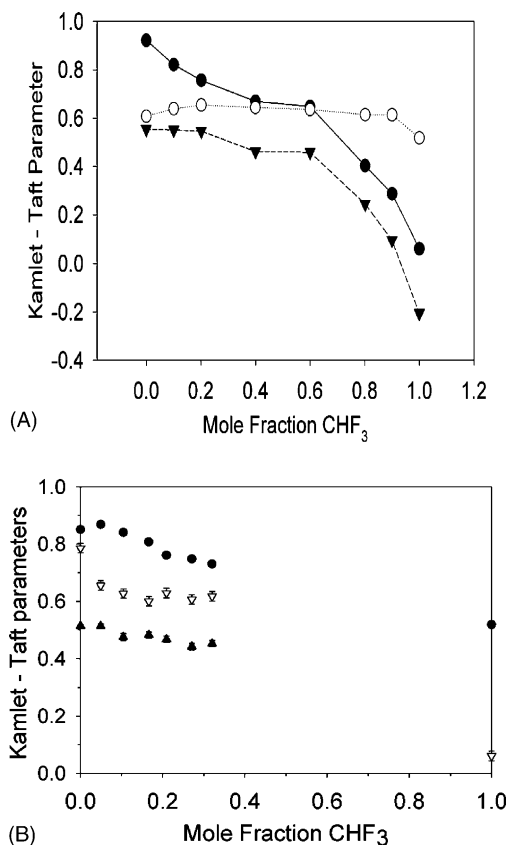 Kamlet - Taft Parameter
1.0
0.8
0.6
0.4
0.2
0.0
-0.2
-0.4
0.0 0.2 0.4 0.6 0.8 1.0 1.2
Mole Fraction CHF3
(A)
Kamlet - Taft parameters
1.0
0.8
0.6
0.4
0.2
0.0
0.0 0.2 0.4 0.6 0.8 1.0
Mole Fraction CHF3
(B)